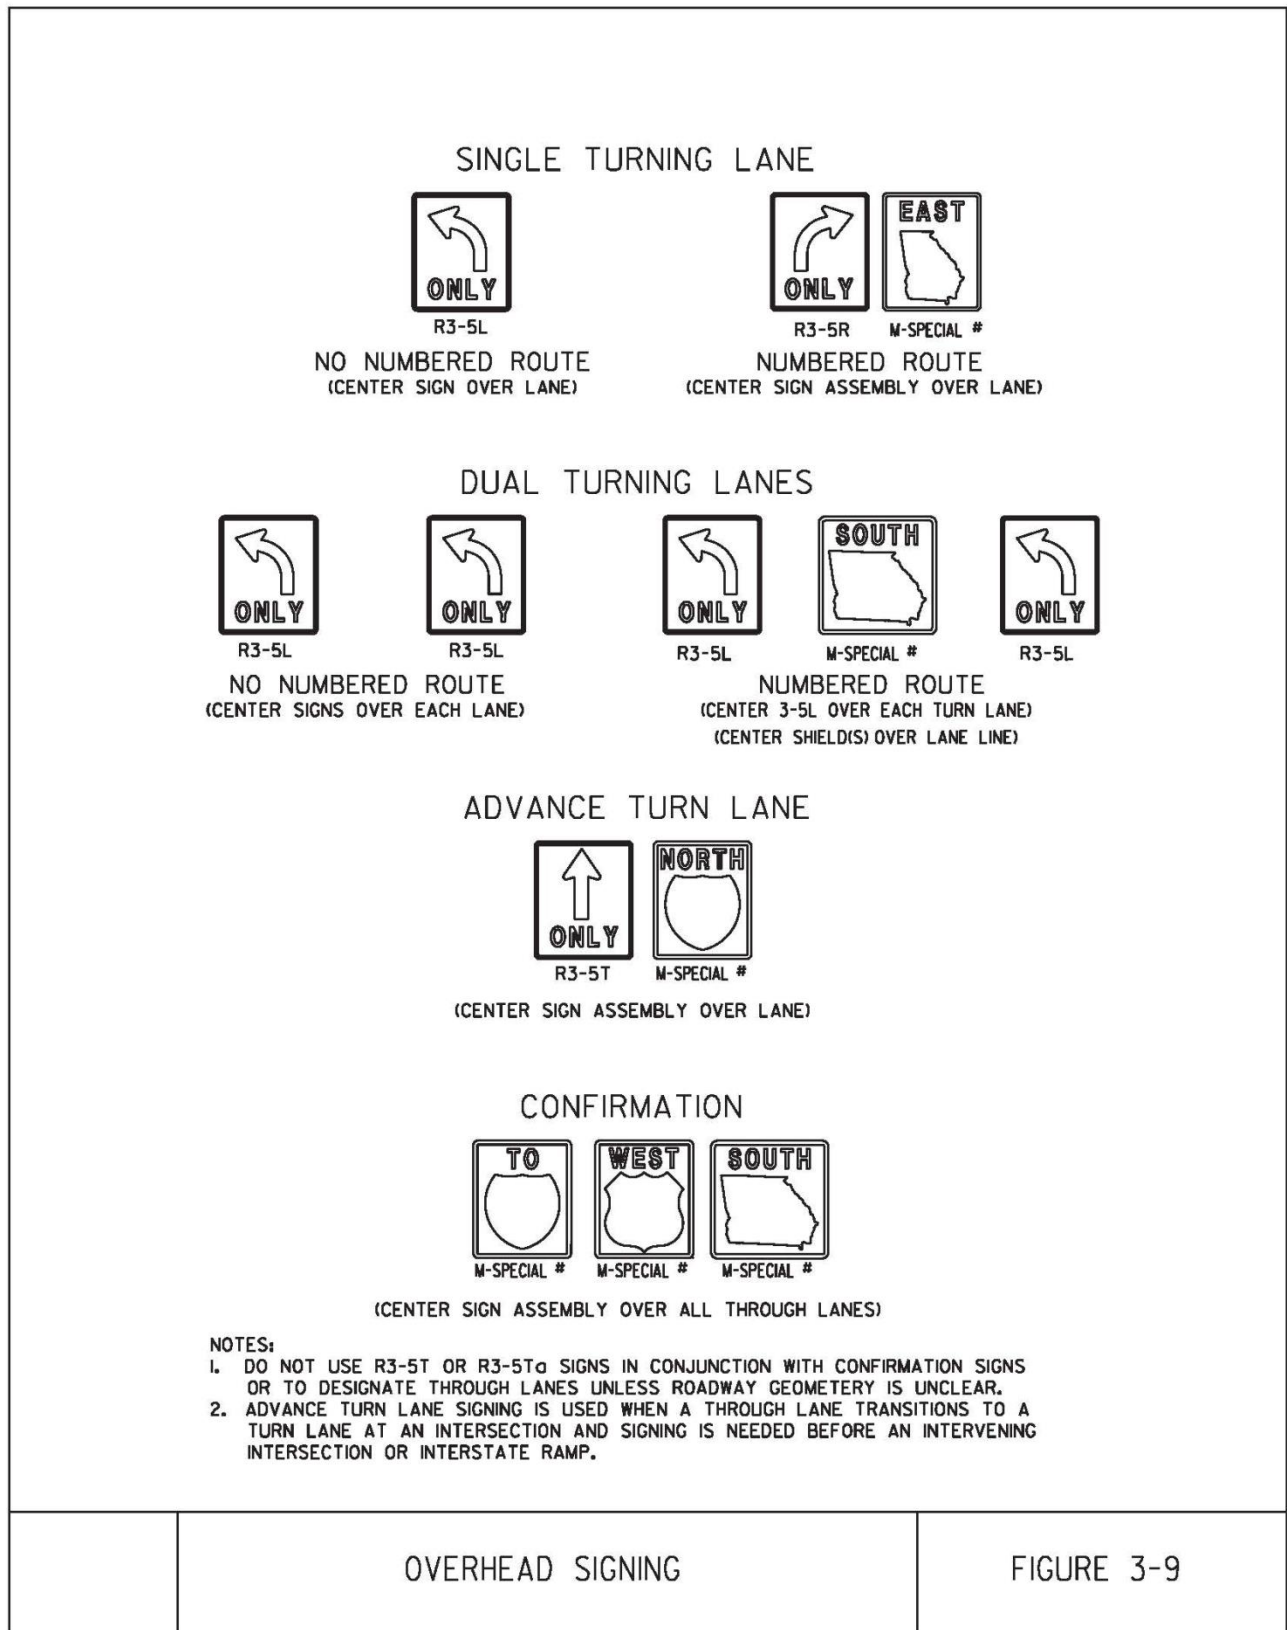 SINGLE TURNING LANE
ONLY
R3-5L
NO NUMBERED ROUTE
(CENTER SIGN OVER LANE)
ONLY
EAST
R3-5R M-SPECIAL #
NUMBERED ROUTE
(CENTER SIGN ASSEMBLY OVER LANE)
DUAL TURNING LANES
ONLY
ONLY
R3-5L R3-5L
NO NUMBERED ROUTE
(CENTER SIGNS OVER EACH LANE)
ONLY
SOUTH
ONLY
R3-5L M-SPECIAL # R3-5L
NUMBERED ROUTE
(CENTER 3-5L OVER EACH TURN LANE)
(CENTER SHIELD(S) OVER LANE LINE)
ADVANCE TURN LANE
ONLY
NORTH
R3-5T M-SPECIAL #
(CENTER SIGN ASSEMBLY OVER LANE)
CONFIRMATION
TO WEST SOUTH
M-SPECIAL # M-SPECIAL # M-SPECIAL #
(CENTER SIGN ASSEMBLY OVER ALL THROUGH LANES)
NOTES:
1. DO NOT USE R3-5T OR R3-5Ta SIGNS IN CONJUNCTION WITH CONFIRMATION SIGNS
OR TO DESIGNATE THROUGH LANES UNLESS ROADWAY GEOMETERY IS UNCLEAR.
2. ADVANCE TURN LANE SIGNING IS USED WHEN A THROUGH LANE TRANSITIONS TO A
TURN LANE AT AN INTERSECTION AND SIGNING IS NEEDED BEFORE AN INTERVENING
INTERSECTION OR INTERSTATE RAMP.
OVERHEAD SIGNING
FIGURE 3-9